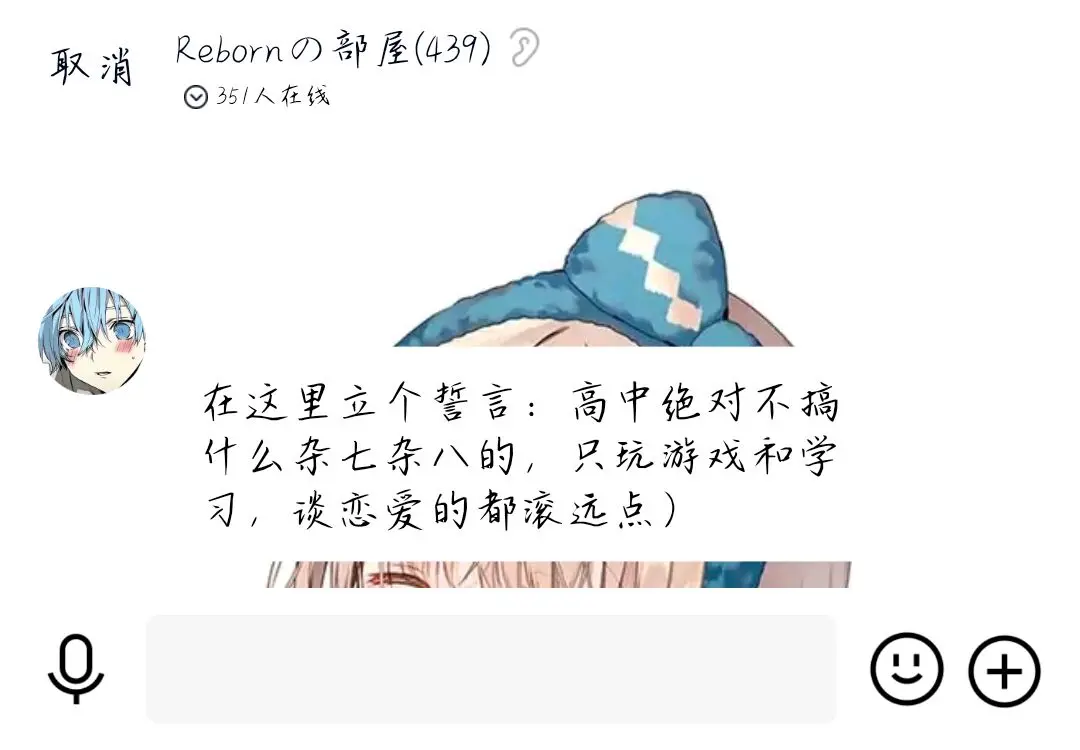 取消
Rebornの部屋(439)
351人在线
在这里立个誓言：高中绝对不搞
什么杂七杂八的，只玩游戏和学
习，谈恋爱的都滚远点）